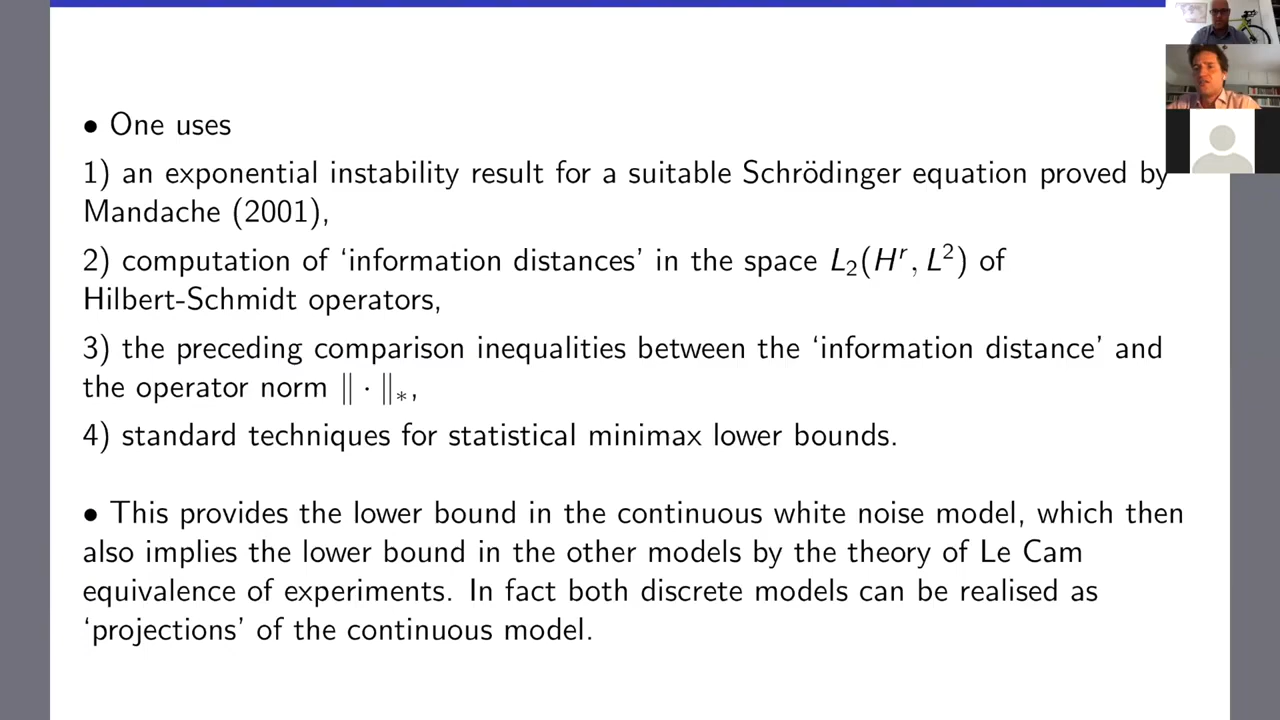 • One uses
1) an exponential instability result for a suitable Schrödinger equation proved by
Mandache (2001),
2) computation of ‘information distances’ in the space L₂(Hʳ, L²) of
Hilbert-Schmidt operators,
3) the preceding comparison inequalities between the ‘information distance’ and
the operator norm ‖ · ‖∗,
4) standard techniques for statistical minimax lower bounds.
• This provides the lower bound in the continuous white noise model, which then
also implies the lower bound in the other models by the theory of Le Cam
equivalence of experiments. In fact both discrete models can be realised as
‘projections’ of the continuous model.